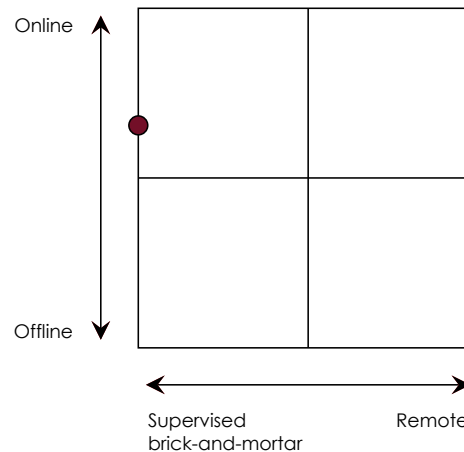 Online
Offline
Supervised
brick-and-mortar
Remote